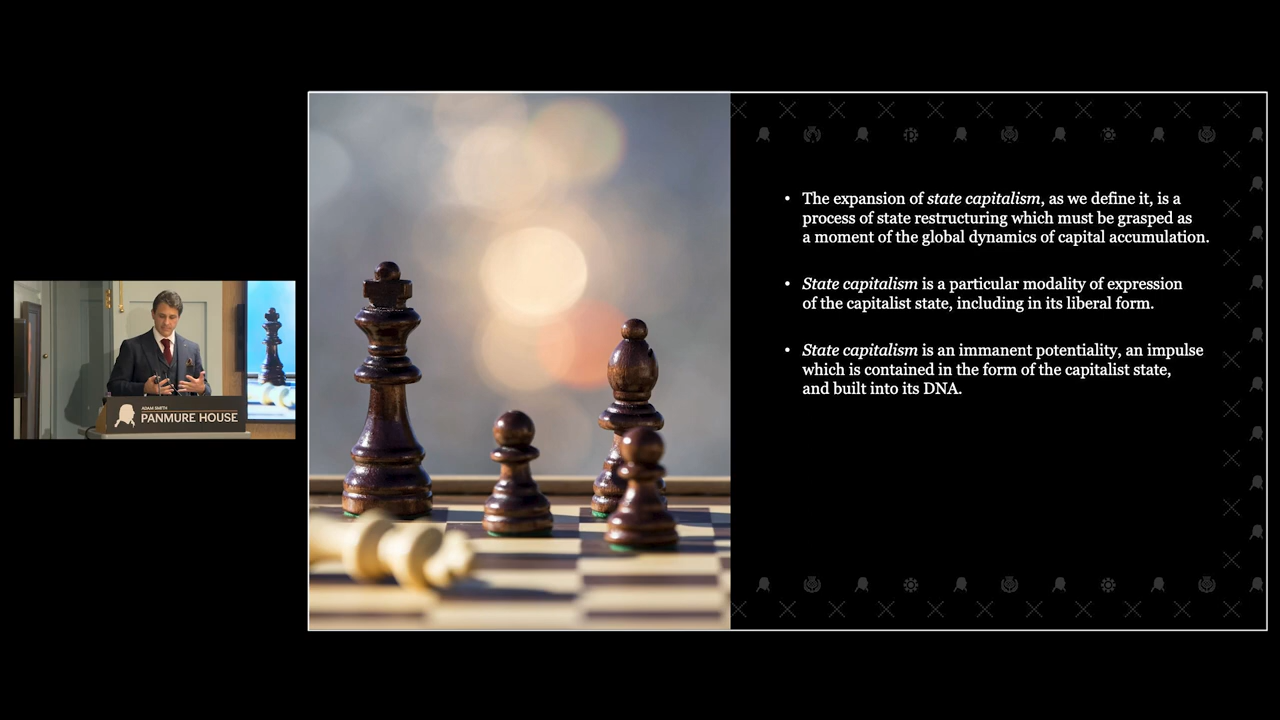 ADAM SMITH
PANMURE HOUSE
• The expansion of state capitalism, as we define it, is a
process of state restructuring which must be grasped as
a moment of the global dynamics of capital accumulation.
• State capitalism is a particular modality of expression
of the capitalist state, including in its liberal form.
• State capitalism is an immanent potentiality, an impulse
which is contained in the form of the capitalist state,
and built into its DNA.